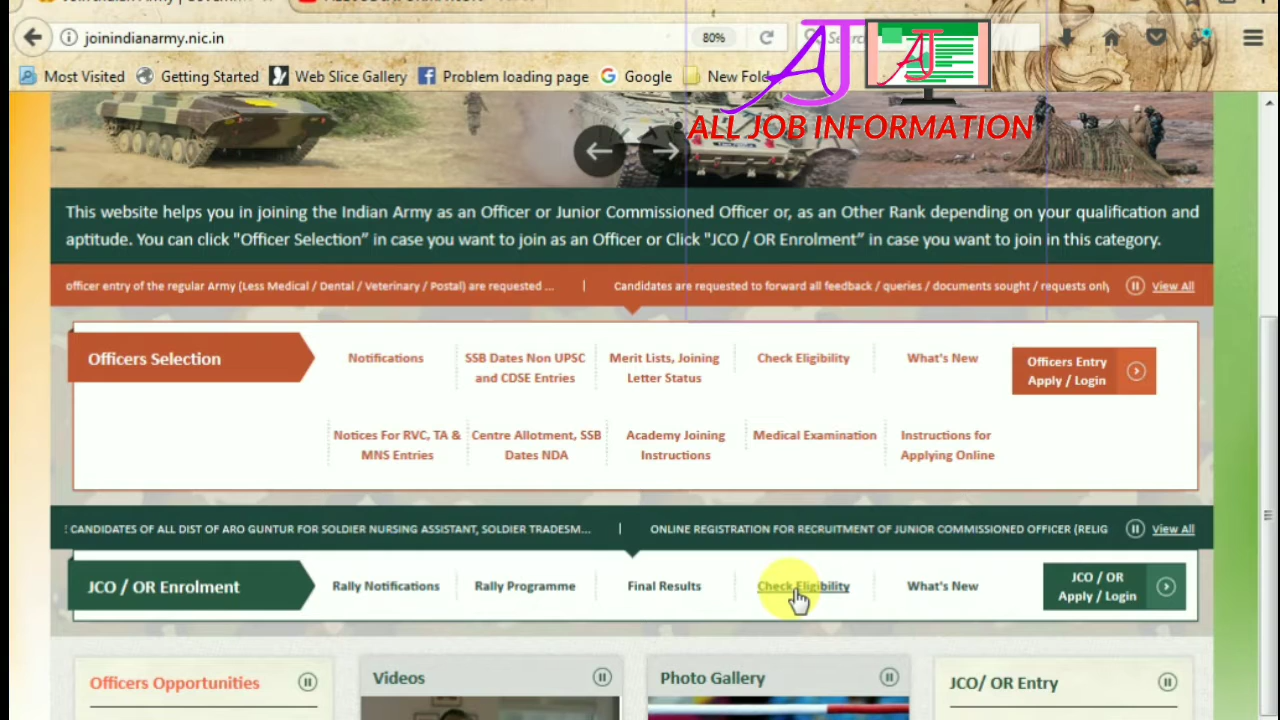 joinindianarmy.nic.in
80%
Most Visited
Getting Started
Web Slice Gallery
Problem loading page
Google
AJ
AJ
ALL JOB INFORMATION
This website helps you in joining the Indian Army as an Officer or Junior Commissioned Officer or, as an Other Rank depending on your qualification and
aptitude. You can click "Officer Selection" in case you want to join as an Officer or Click "JCO / OR Enrolment" in case you want to join in this category.
officer entry of the regular Army (Less Medical / Dental / Veterinary / Postal) are requested ... | Candidates are requested to forward all feedback / queries / documents sought / requests only
View All
Officers Selection
Notifications
SSB Dates Non UPSC
and CDSE Entries
Merit Lists, Joining
Letter Status
Check Eligibility
What's New
Officers Entry
Apply / Login
Notices For RVC, TA &
MNS Entries
Centre Allotment, SSB
Dates NDA
Academy Joining
Instructions
Medical Examination
Instructions for
Applying Online
CANDIDATES OF ALL DIST OF ARO GUNTUR FOR SOLDIER NURSING ASSISTANT, SOLDIER TRADESM... | ONLINE REGISTRATION FOR RECRUITMENT OF JUNIOR COMMISSIONED OFFICER (RELIG
View All
JCO / OR Enrolment
Rally Notifications
Rally Programme
Final Results
Check Eligibility
What's New
JCO / OR
Apply / Login
Officers Opportunities
Videos
Photo Gallery
JCO/ OR Entry